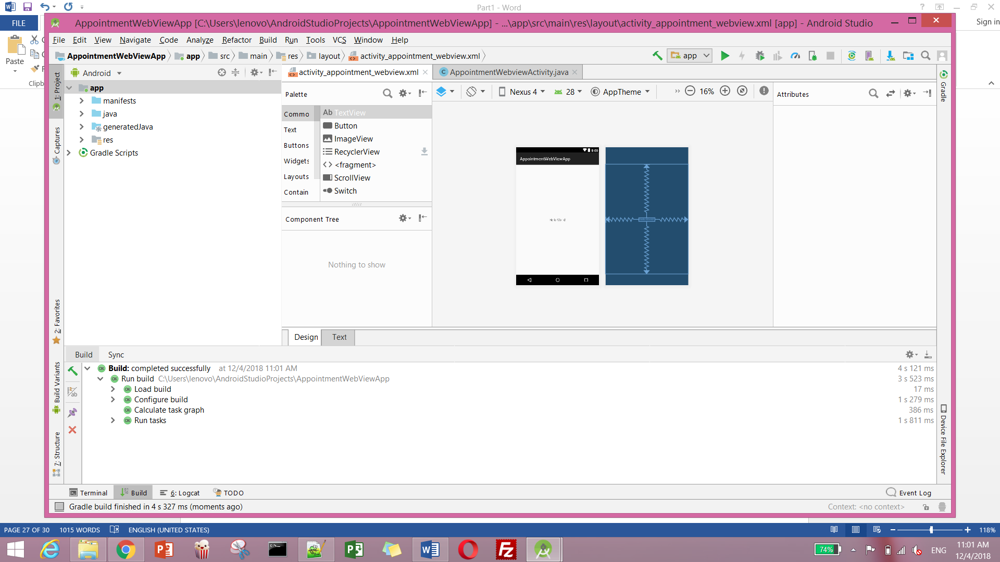 Part1 - Word
FILE
Sign in
Paste
Clipb
AppointmentWebViewApp [C:\Users\lenovo\AndroidStudioProjects\AppointmentWebViewApp] - ...\app\src\main\res\layout\activity_appointment_webview.xml [app] - Android Studio
File Edit View Navigate Code Analyze Refactor Build Run Tools VCS Window Help
AppointmentWebViewApp app src main res layout activity_appointment_webview.xml app
1: Project
Captures
2: Favorites
Build Variants
7: Structure
Android
app
manifests
java
generatedJava
res
Gradle Scripts
activity_appointment_webview.xml AppointmentWebviewActivity.java
Palette
Commo
Text
Buttons
Widgets
Layouts
Contain
Ab TextView
Button
ImageView
RecyclerView
<fragment>
ScrollView
Switch
Component Tree
Nothing to show
Nexus 4 28 AppTheme 16%
8:00
AppointmentWebViewApp
Hello World!
Attributes
Gradle
Device File Explorer
Design Text
Build Sync
Build: completed successfully at 12/4/2018 11:01 AM 4 s 121 ms
Run build C:\Users\lenovo\AndroidStudioProjects\AppointmentWebViewApp 3 s 523 ms
Load build 17 ms
Configure build 1 s 279 ms
Calculate task graph 386 ms
Run tasks 1 s 811 ms
Terminal Build 6: Logcat TODO Event Log
Gradle build finished in 4 s 327 ms (moments ago) Context: <no context>
PAGE 27 OF 30 1015 WORDS ENGLISH (UNITED STATES) 118%
74% ENG 11:01 AM
12/4/2018